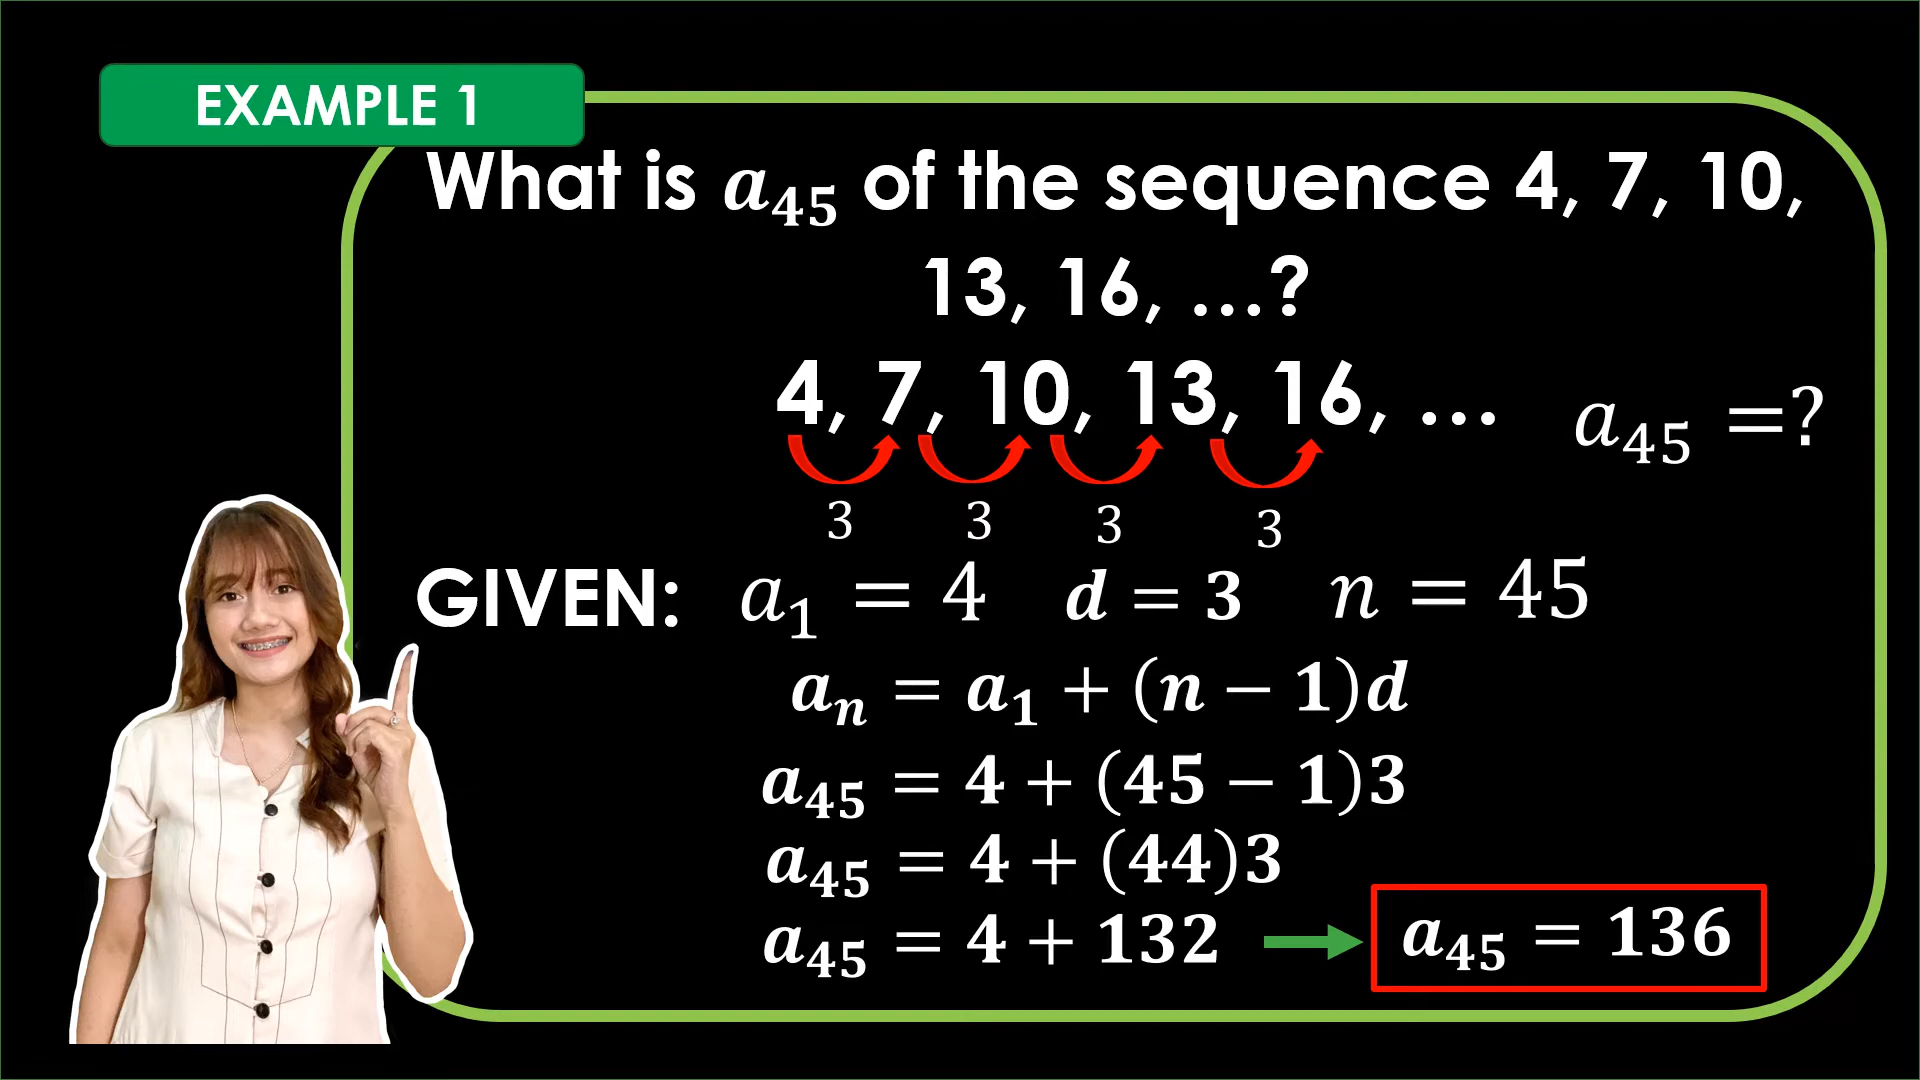 EXAMPLE 1
What is a₄₅ of the sequence 4, 7, 10,
13, 16, …?
4, 7, 10, 13, 16, … a₄₅ =?
3 3 3 3
GIVEN: a₁ = 4 d = 3 n = 45
aₙ = a₁ + (n − 1)d
a₄₅ = 4 + (45 − 1)3
a₄₅ = 4 + (44)3
a₄₅ = 4 + 132 a₄₅ = 136